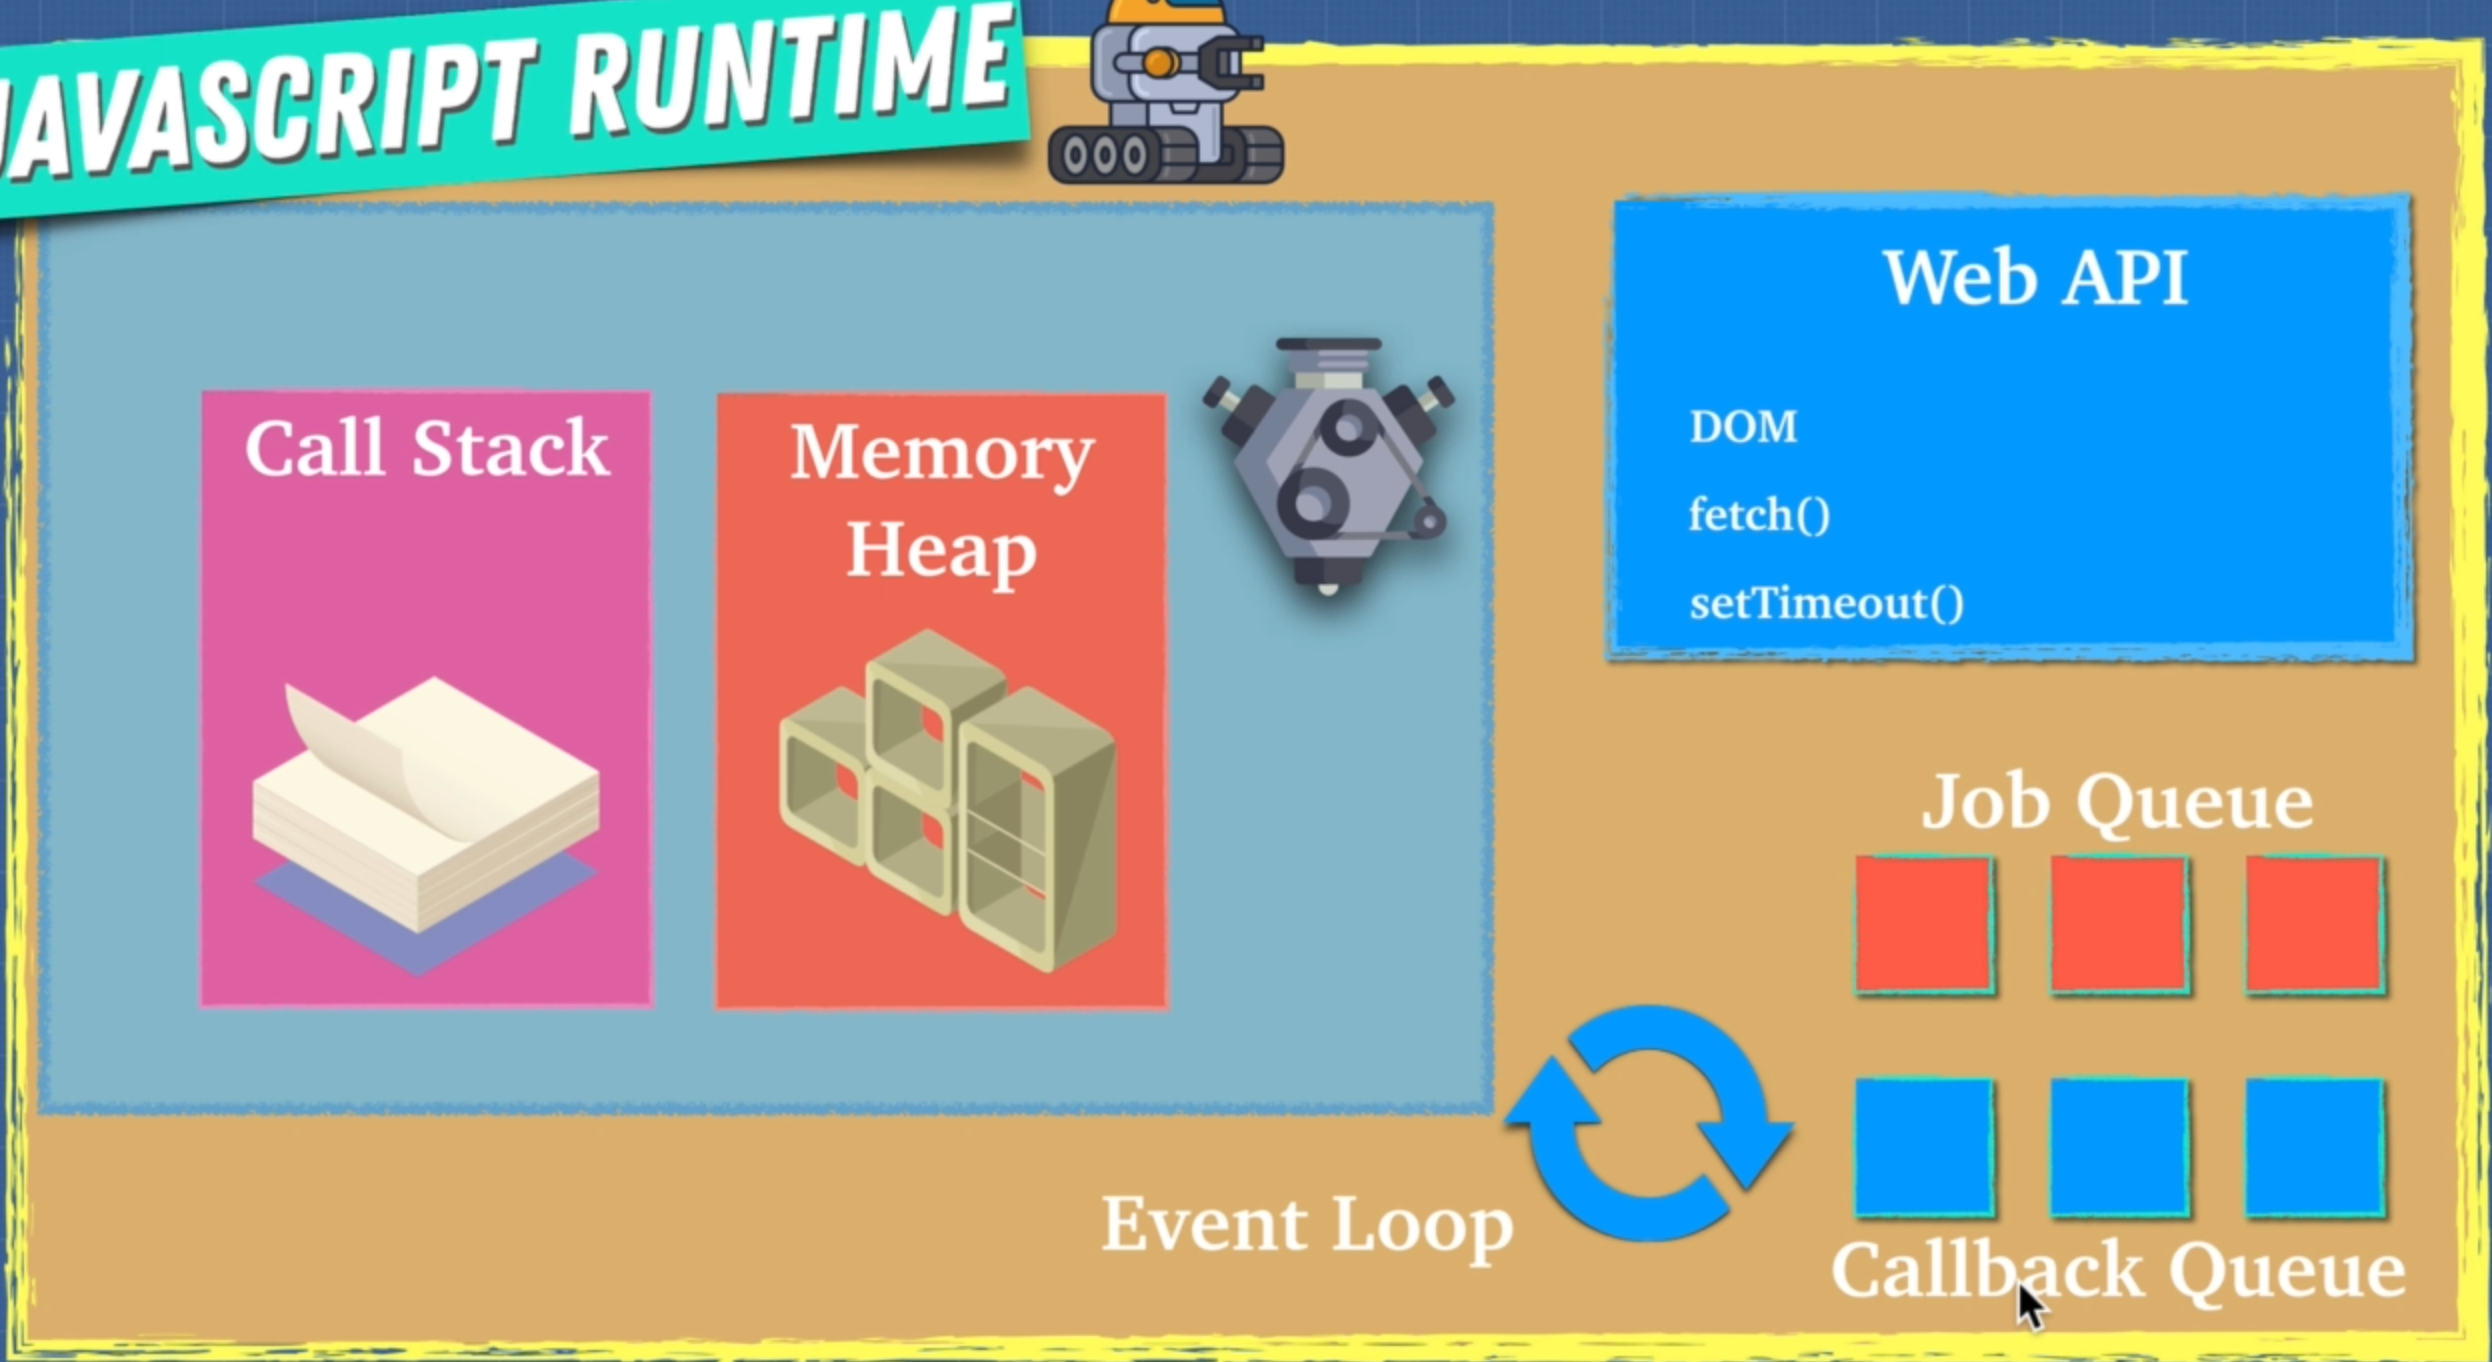 JAVASCRIPT RUNTIME
Call Stack
Memory
Heap
Web API
DOM
fetch()
setTimeout()
Job Queue
Event Loop
Callback Queue